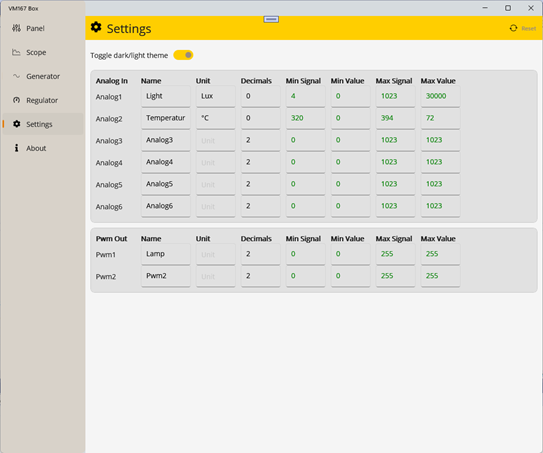 VM167 Box
Panel
Scope
Generator
Regulator
Settings
About
Settings
Reset
Toggle dark/light theme
Analog In Name Unit Decimals Min Signal Min Value Max Signal Max Value
Analog1 Light Lux 0 4 0 1023 30000
Analog2 Temperatur °C 0 320 0 394 72
Analog3 Analog3 Unit 2 0 0 1023 1023
Analog4 Analog4 Unit 2 0 0 1023 1023
Analog5 Analog5 Unit 2 0 0 1023 1023
Analog6 Analog6 Unit 2 0 0 1023 1023
Pwm Out Name Unit Decimals Min Signal Min Value Max Signal Max Value
Pwm1 Lamp Unit 2 0 0 255 255
Pwm2 Pwm2 Unit 2 0 0 255 255